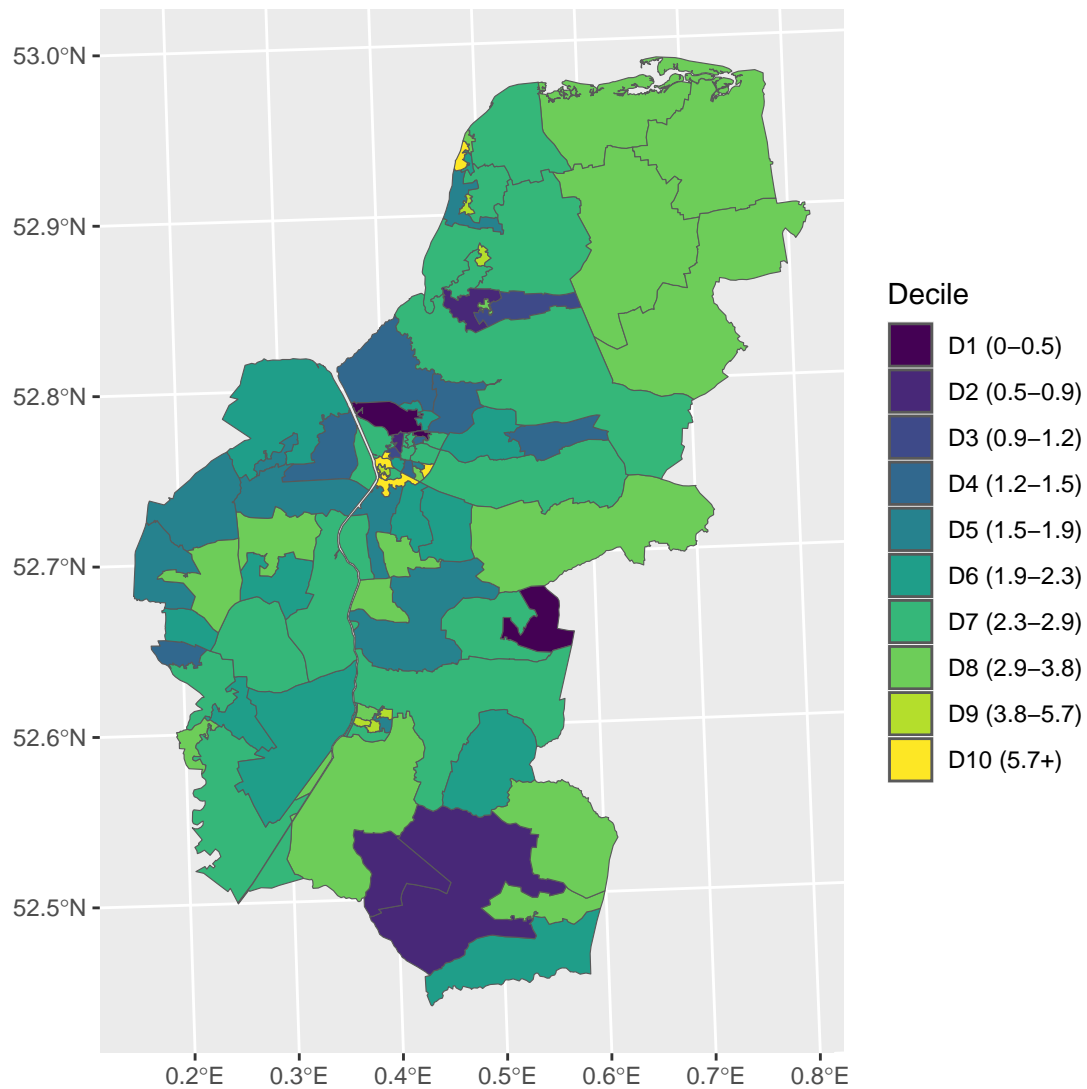 53.0°N
52.9°N
52.8°N
52.7°N
52.6°N
52.5°N
0.2°E 0.3°E 0.4°E 0.5°E 0.6°E 0.7°E 0.8°E
Decile
D1 (0−0.5)
D2 (0.5−0.9)
D3 (0.9−1.2)
D4 (1.2−1.5)
D5 (1.5−1.9)
D6 (1.9−2.3)
D7 (2.3−2.9)
D8 (2.9−3.8)
D9 (3.8−5.7)
D10 (5.7+)